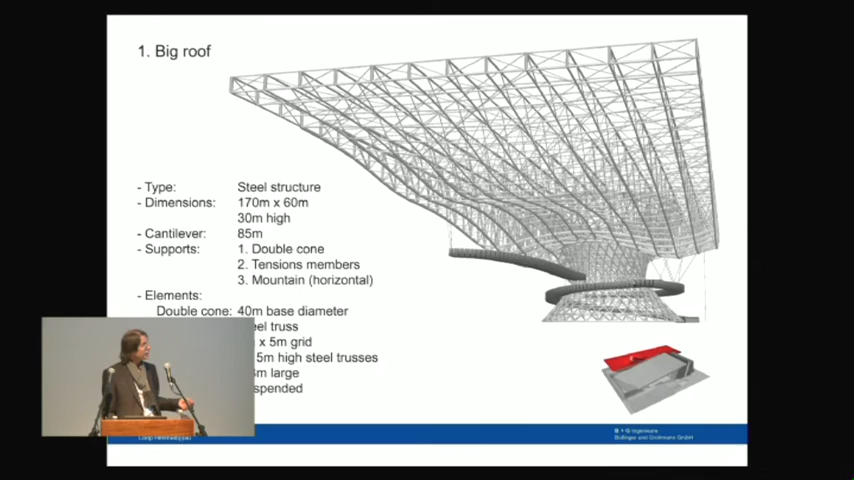 1. Big roof
- Type: Steel structure
- Dimensions: 170m x 60m
30m high
- Cantilever: 85m
- Supports: 1. Double cone
2. Tensions members
3. Mountain (horizontal)
- Elements:
Double cone: 40m base diameter
eel truss
x 5m grid
5m high steel trusses
m large
spended
B + G Ingenieure
Bollinger und Grohmann GmbH